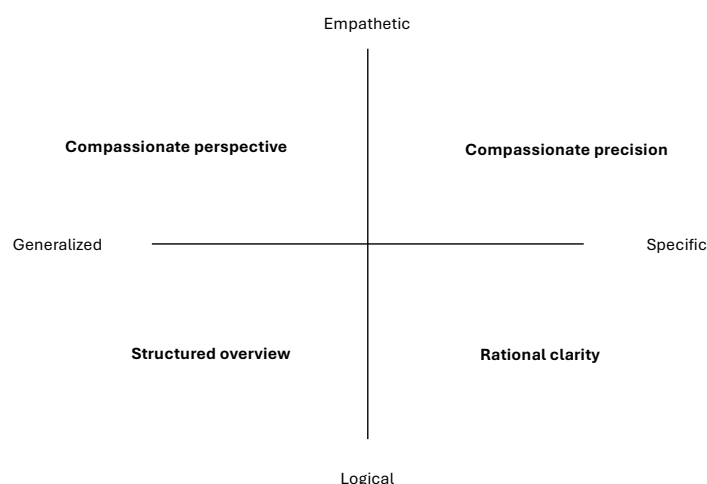 Empathetic
Compassionate perspective
Compassionate precision
Generalized
Specific
Structured overview
Rational clarity
Logical